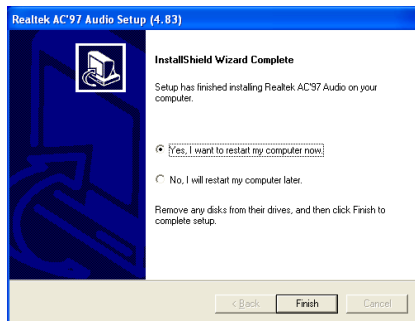 Realtek AC'97 Audio Setup (4.83)
InstallShield Wizard Complete
Setup has finished installing Realtek AC'97 Audio on your
computer.
Yes, I want to restart my computer now.
No, I will restart my computer later.
Remove any disks from their drives, and then click Finish to
complete setup.
< Back Finish Cancel